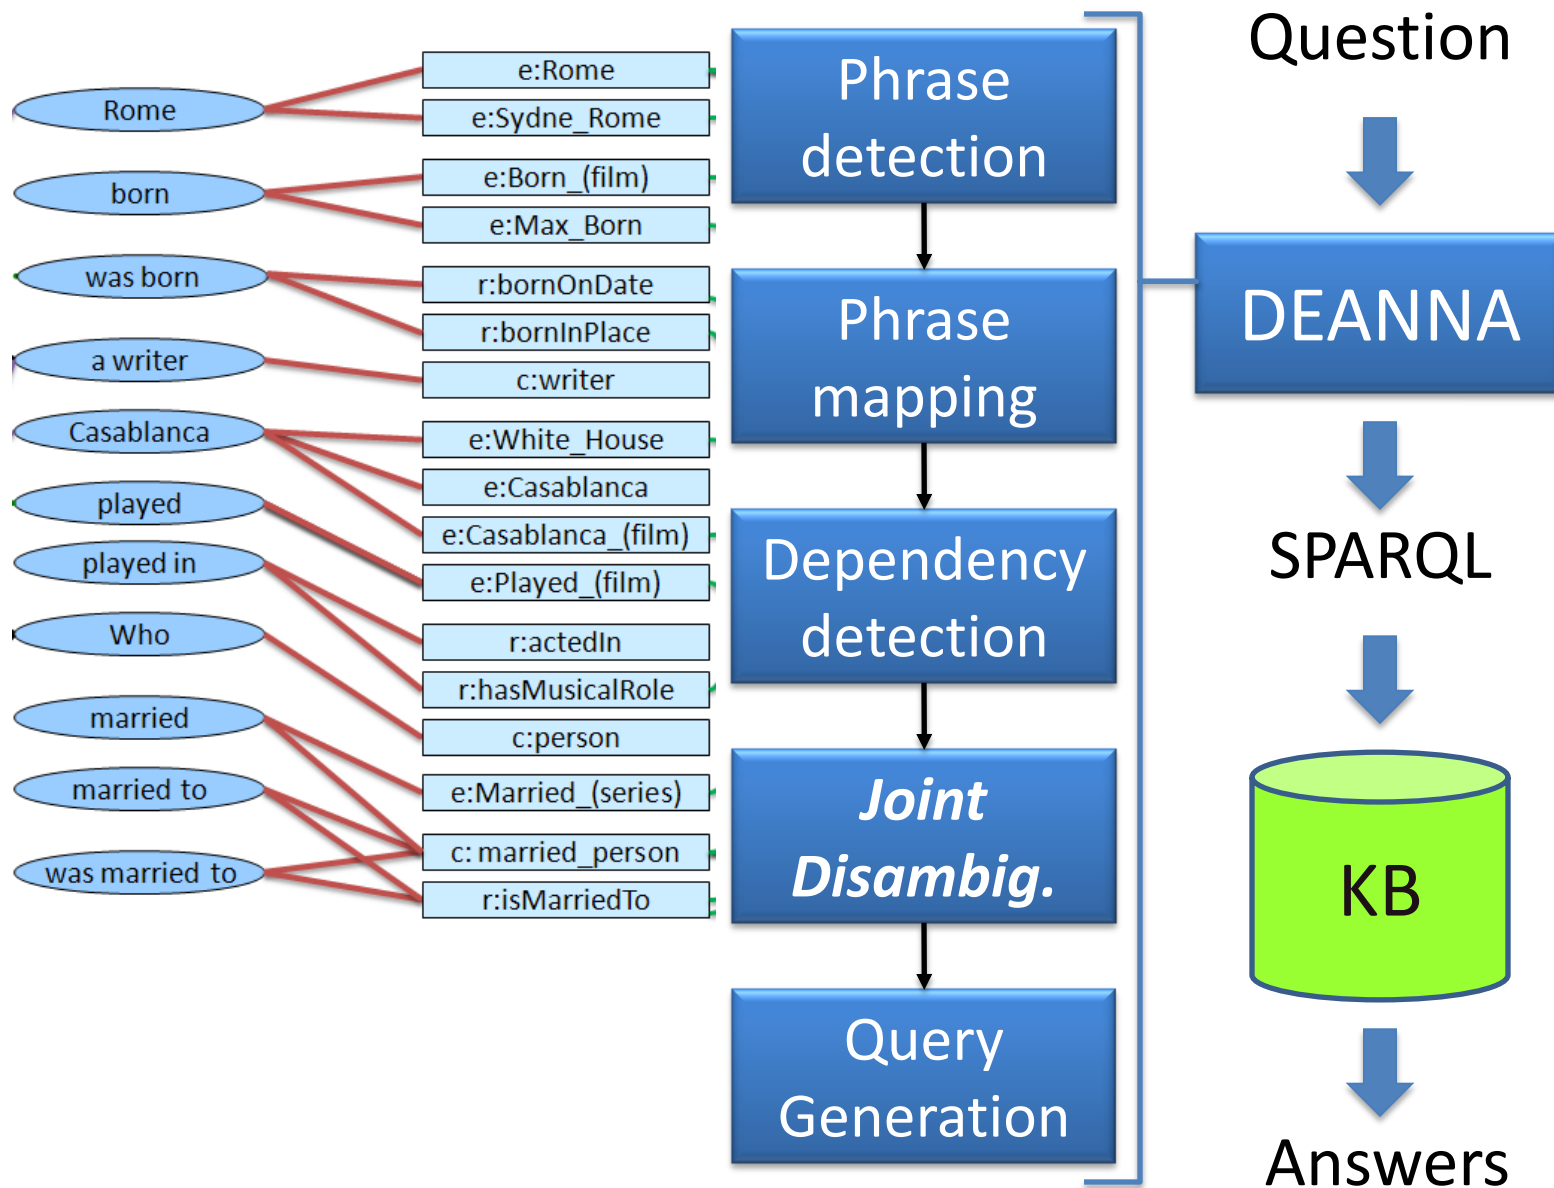 Rome
born
was born
a writer
Casablanca
played
played in
Who
married
married to
was married to
e:Rome
e:Sydne_Rome
e:Born_(film)
e:Max_Born
r:bornOnDate
r:bornInPlace
c:writer
e:White_House
e:Casablanca
e:Casablanca_(film)
e:Played_(film)
r:actedIn
r:hasMusicalRole
c:person
e:Married_(series)
c: married_person
r:isMarriedTo
Phrase
detection
Phrase
mapping
Dependency
detection
Joint
Disambig.
Query
Generation
Question
DEANNA
SPARQL
KB
Answers